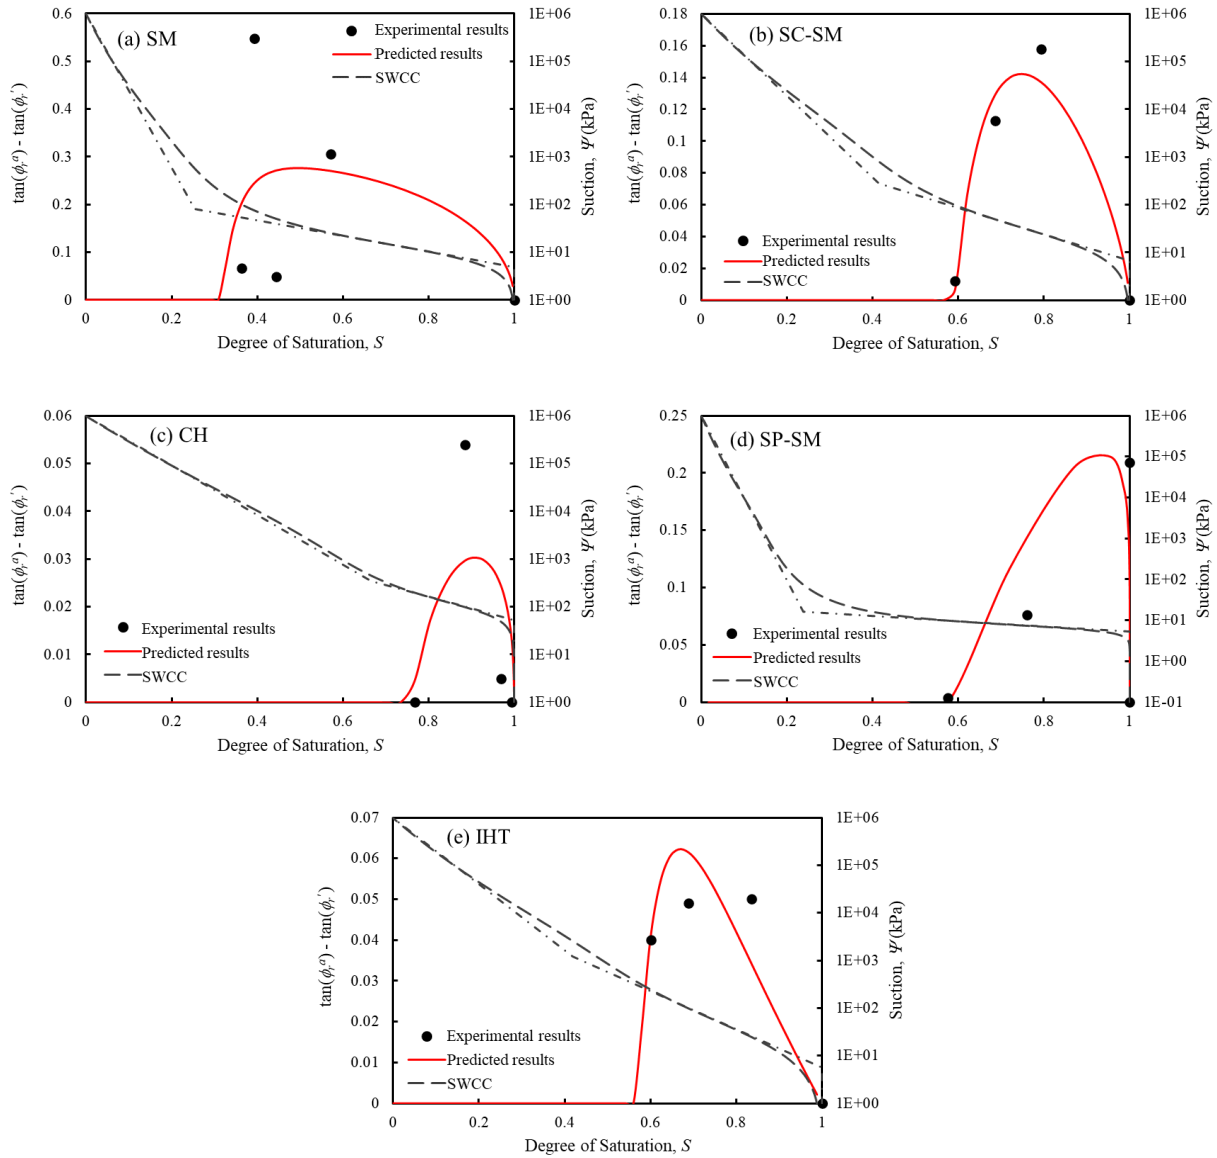 (a) SM
Experimental results
Predicted results
SWCC
0.6
0.5
0.4
0.3
0.2
0.1
0
1E+06
1E+05
1E+04
1E+03
1E+02
1E+01
1E+00
0 0.2 0.4 0.6 0.8 1
tan(ϕr^a) - tan(ϕr')
Suction, Ψ (kPa)
Degree of Saturation, S
(b) SC-SM
Experimental results
Predicted results
SWCC
0.18
0.16
0.14
0.12
0.1
0.08
0.06
0.04
0.02
0
1E+06
1E+05
1E+04
1E+03
1E+02
1E+01
1E+00
0 0.2 0.4 0.6 0.8 1
tan(ϕr^a) - tan(ϕr')
Suction, Ψ (kPa)
Degree of Saturation, S
(c) CH
Experimental results
Predicted results
SWCC
0.06
0.05
0.04
0.03
0.02
0.01
0
1E+06
1E+05
1E+04
1E+03
1E+02
1E+01
1E+00
0 0.2 0.4 0.6 0.8 1
tan(ϕr^a) - tan(ϕr')
Suction, Ψ (kPa)
Degree of Saturation, S
(d) SP-SM
Experimental results
Predicted results
SWCC
0.25
0.2
0.15
0.1
0.05
0
1E+06
1E+05
1E+04
1E+03
1E+02
1E+01
1E+00
1E-01
0 0.2 0.4 0.6 0.8 1
tan(ϕr^a) - tan(ϕr')
Suction, Ψ (kPa)
Degree of Saturation, S
(e) IHT
Experimental results
Predicted results
SWCC
0.07
0.06
0.05
0.04
0.03
0.02
0.01
0
1E+06
1E+05
1E+04
1E+03
1E+02
1E+01
1E+00
0 0.2 0.4 0.6 0.8 1
tan(ϕr^a) - tan(ϕr')
Suction, Ψ (kPa)
Degree of Saturation, S